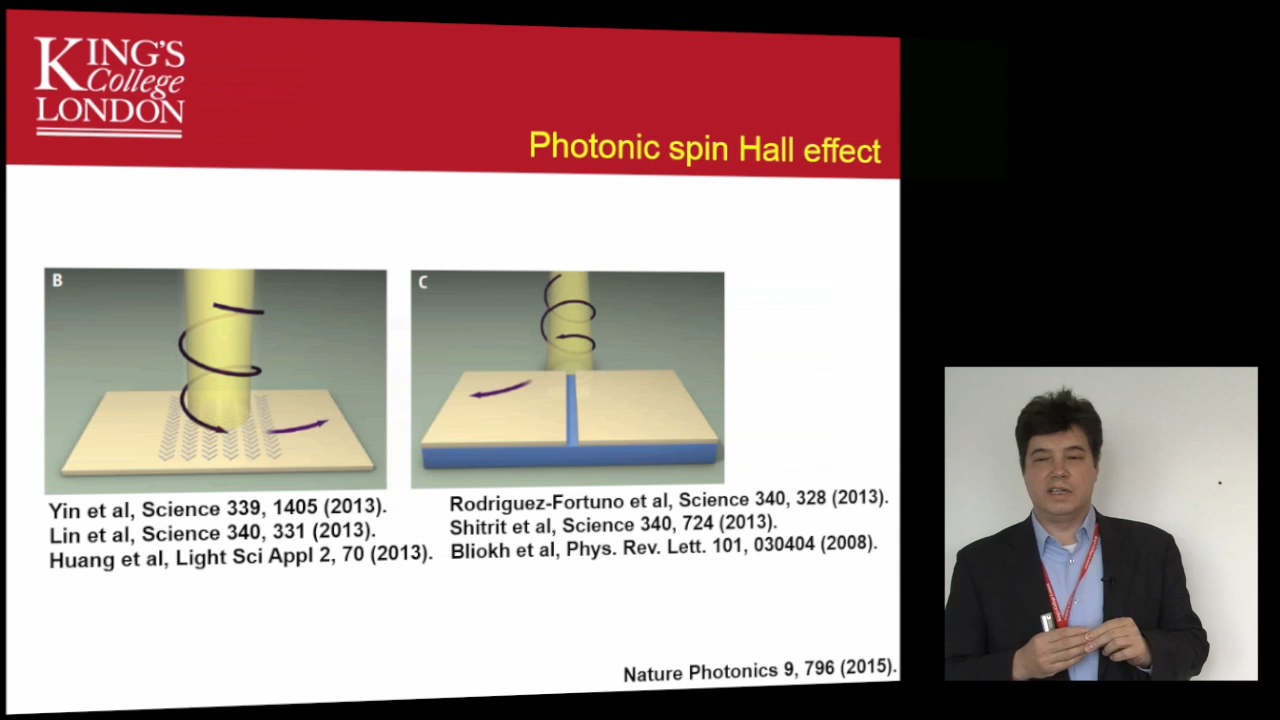 KING'S
College
LONDON
Photonic spin Hall effect
B
C
Yin et al, Science 339, 1405 (2013).
Lin et al, Science 340, 331 (2013).
Huang et al, Light Sci Appl 2, 70 (2013).
Rodriguez-Fortuno et al, Science 340, 328 (2013).
Shitrit et al, Science 340, 724 (2013).
Bliokh et al, Phys. Rev. Lett. 101, 030404 (2008).
Nature Photonics 9, 796 (2015).